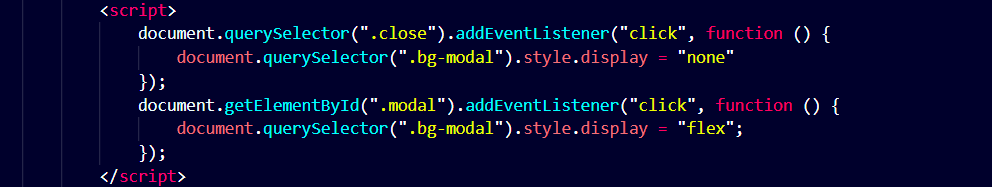 <script>
document.querySelector(".close").addEventListener("click", function () {
document.querySelector(".bg-modal").style.display = "none"
});
document.getElementById(".modal").addEventListener("click", function () {
document.querySelector(".bg-modal").style.display = "flex";
});
</script>